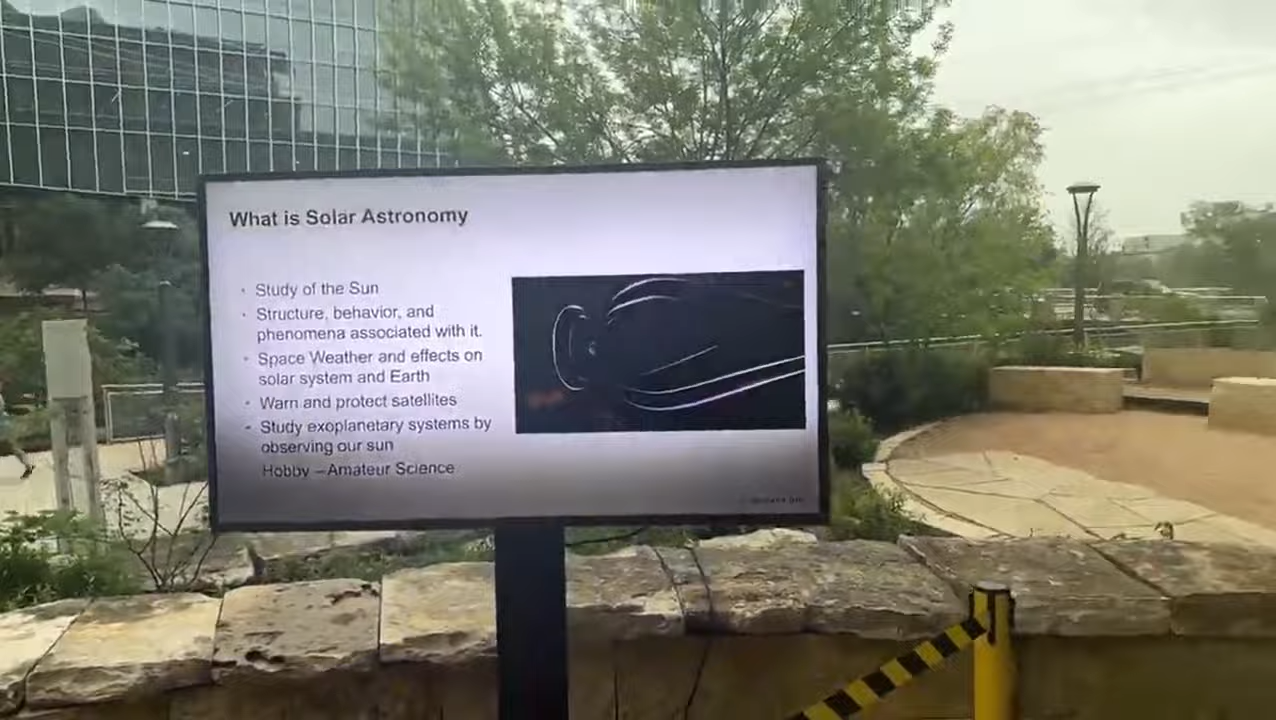 What is Solar Astronomy
· Study of the Sun
· Structure, behavior, and
phenomena associated with it.
· Space Weather and effects on
solar system and Earth
· Warn and protect satellites
· Study exoplanetary systems by
observing our sun
Hobby – Amateur Science